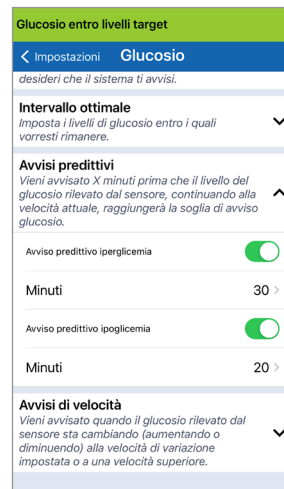 Glucosio entro livelli target
Impostazioni Glucosio
desideri che il sistema ti avvisi.
Intervallo ottimale
Imposta i livelli di glucosio entro i quali
vorresti rimanere.
Avvisi predittivi
Vieni avvisato X minuti prima che il livello del
glucosio rilevato dal sensore, continuando alla
velocità attuale, raggiungerà la soglia di avviso
glucosio.
Avviso predittivo iperglicemia
Minuti 30
Avviso predittivo ipoglicemia
Minuti 20
Avvisi di velocità
Vieni avvisato quando il glucosio rilevato dal
sensore sta cambiando (aumentando o
diminuendo) alla velocità di variazione
impostata o a una velocità superiore.